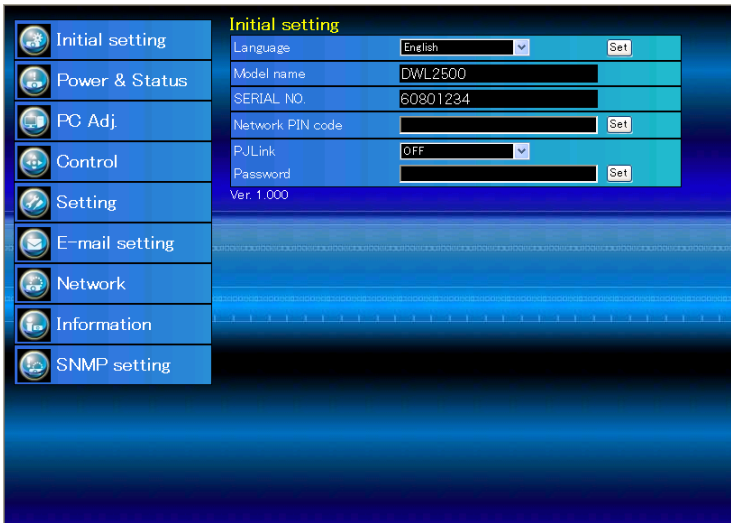 Initial setting
Power & Status
PC Adj.
Control
Setting
E-mail setting
Network
Information
SNMP setting
Initial setting
Language English Set
Model name DWL2500
SERIAL NO. 60801234
Network PIN code Set
PJLink OFF
Password Set
Ver. 1.000